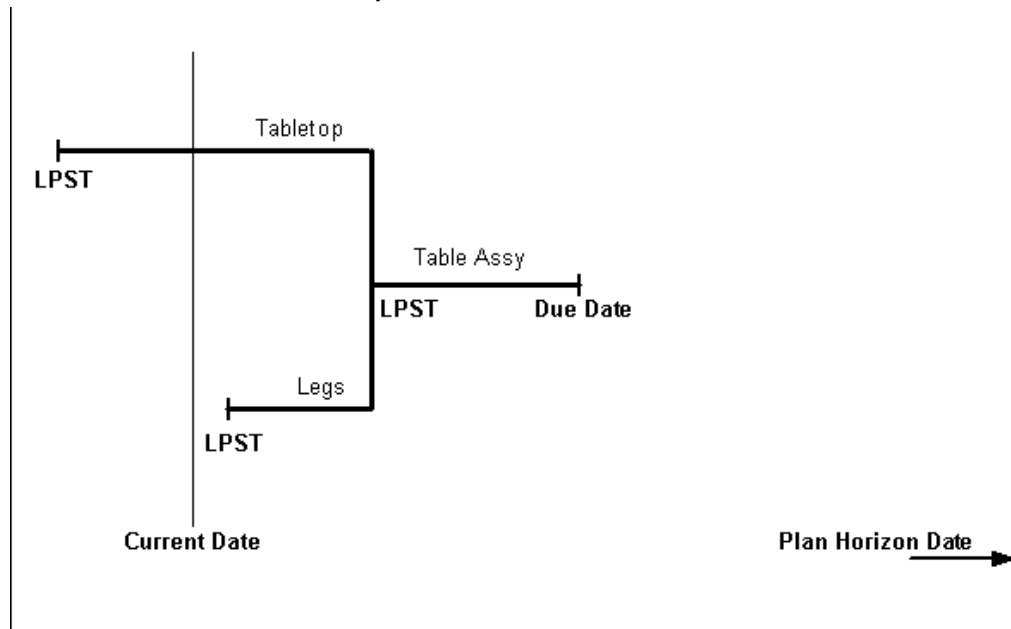 Tabletop
LPST
Table Assy
LPST
Due Date
Legs
LPST
Current Date
Plan Horizon Date